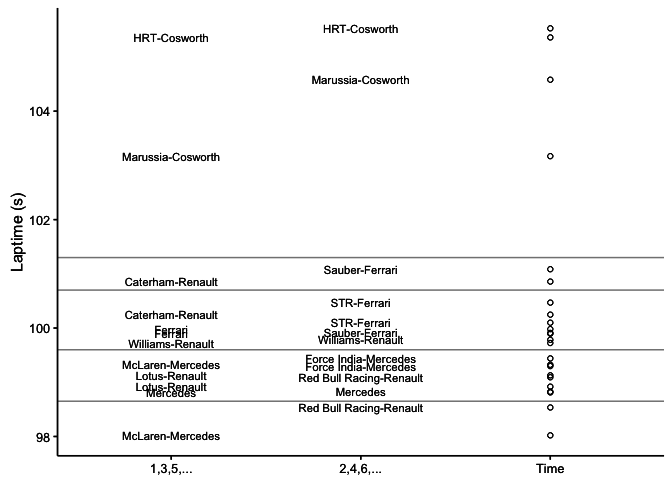 HRT-Cosworth
HRT-Cosworth
104
Marussia-Cosworth
Marussia-Cosworth
Laptime (s)
102
Sauber-Ferrari
Caterham-Renault
STR-Ferrari
Caterham-Renault
STR-Ferrari
100
Ferrari
Ferrari
Sauber-Ferrari
Williams-Renault
Williams-Renault
Force India-Mercedes
McLaren-Mercedes
Force India-Mercedes
Lotus-Renault
Red Bull Racing-Renault
Lotus-Renault
Mercedes
Mercedes
Red Bull Racing-Renault
98
McLaren-Mercedes
1,3,5,...
2,4,6,...
Time